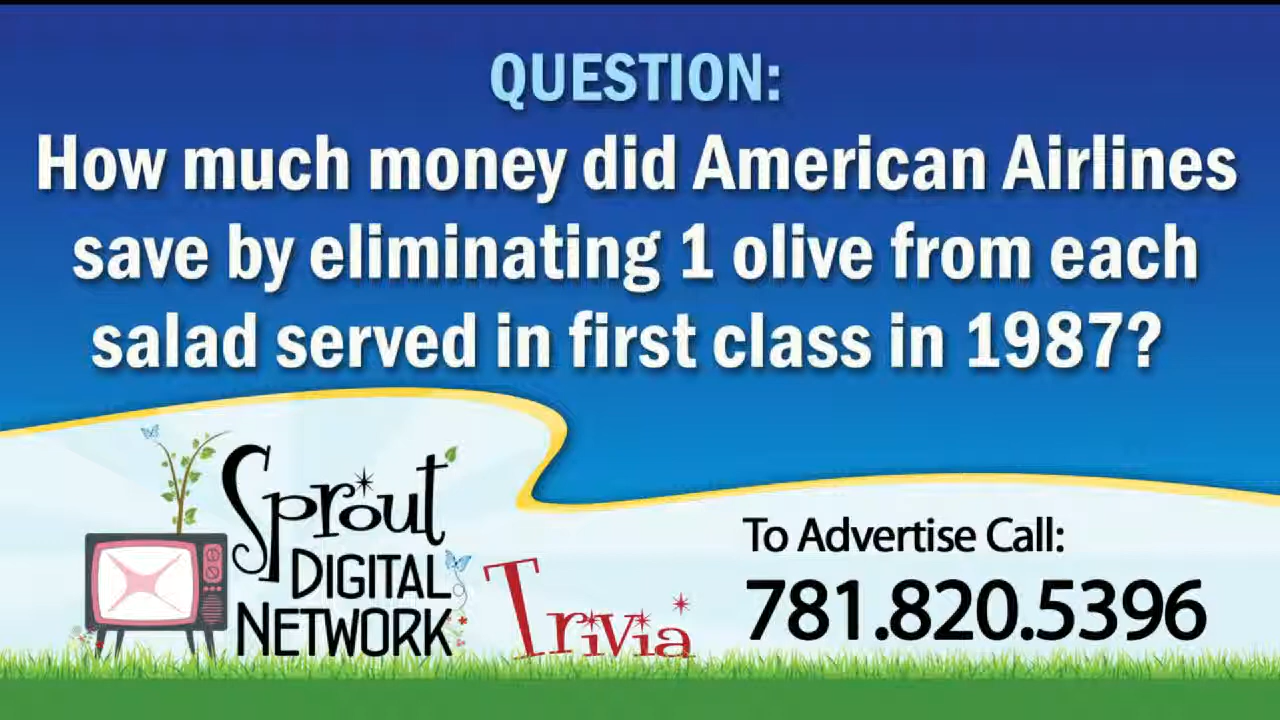 QUESTION:
How much money did American Airlines
save by eliminating 1 olive from each
salad served in first class in 1987?
Sprout
DIGITAL
NETWORK
Trivia
To Advertise Call:
781.820.5396